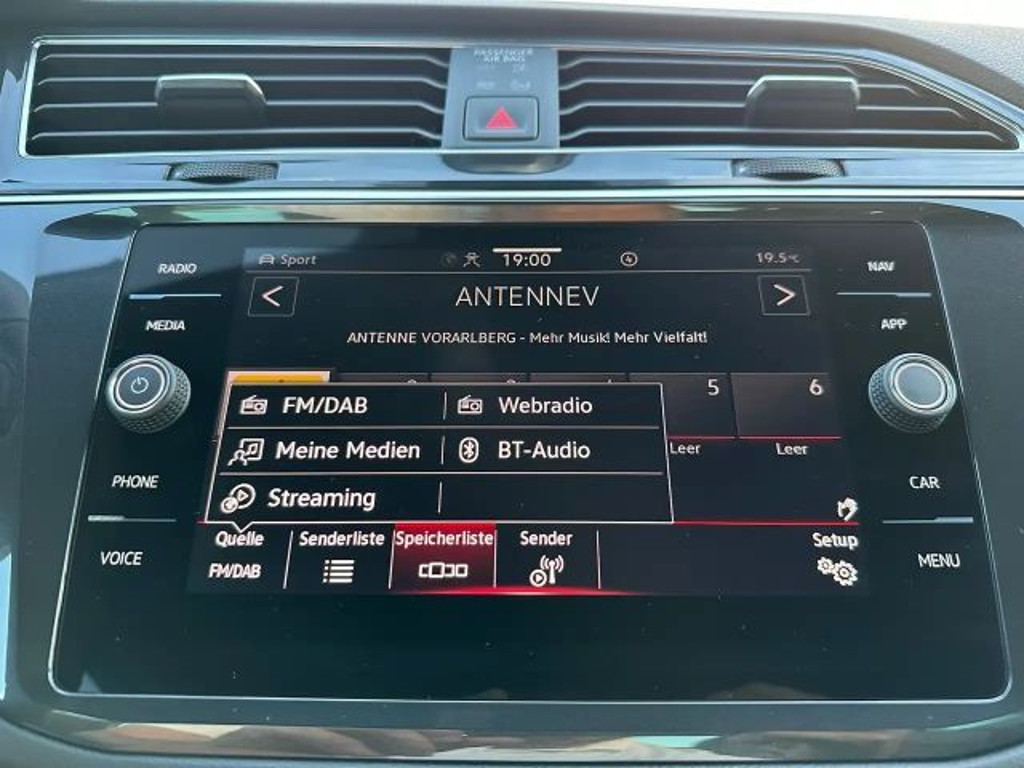 PASSENGER
AIR BAG
RADIO
MEDIA
PHONE
VOICE
NAV
APP
CAR
MENU
Sport
19:00
4
19.5°C
< ANTENNEV >
ANTENNE VORARLBERG - Mehr Musik! Mehr Vielfalt!
5 6
FM/DAB Webradio
Meine Medien BT-Audio
Streaming
Leer Leer
Quelle Senderliste Speicherliste Sender Setup
FM/DAB